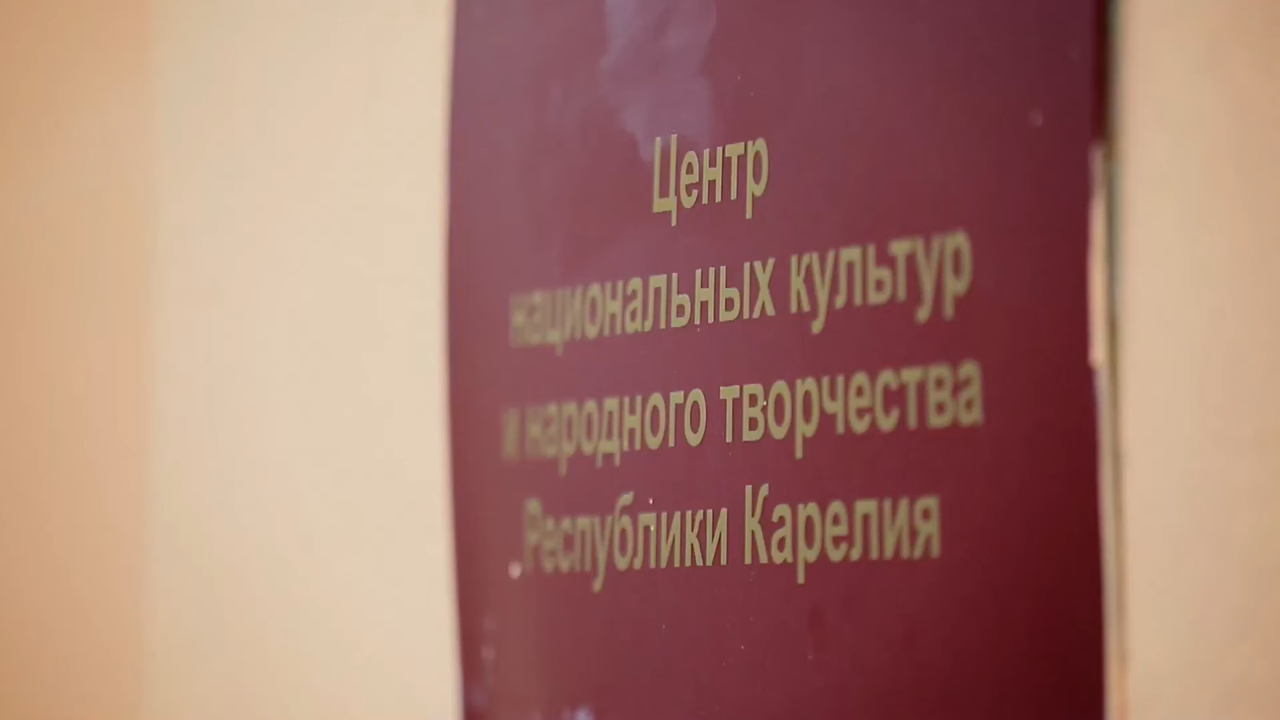 Центр
национальных культур
и народного творчества
Республики Карелия